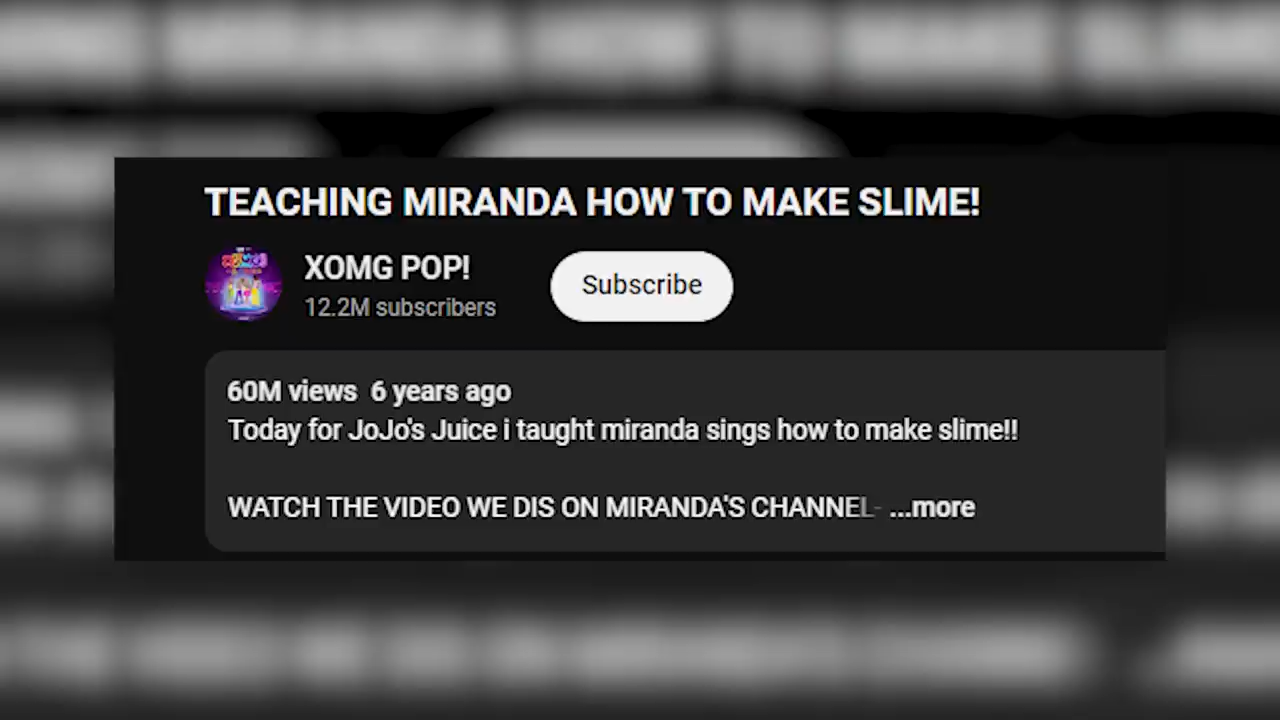 TEACHING MIRANDA HOW TO MAKE SLIME!
XOMG POP!
Subscribe
12.2M subscribers
60M views 6 years ago
Today for JoJo's Juice i taught miranda sings how to make slime!!
WATCH THE VIDEO WE DIS ON MIRANDA'S CHANNEL- ...more